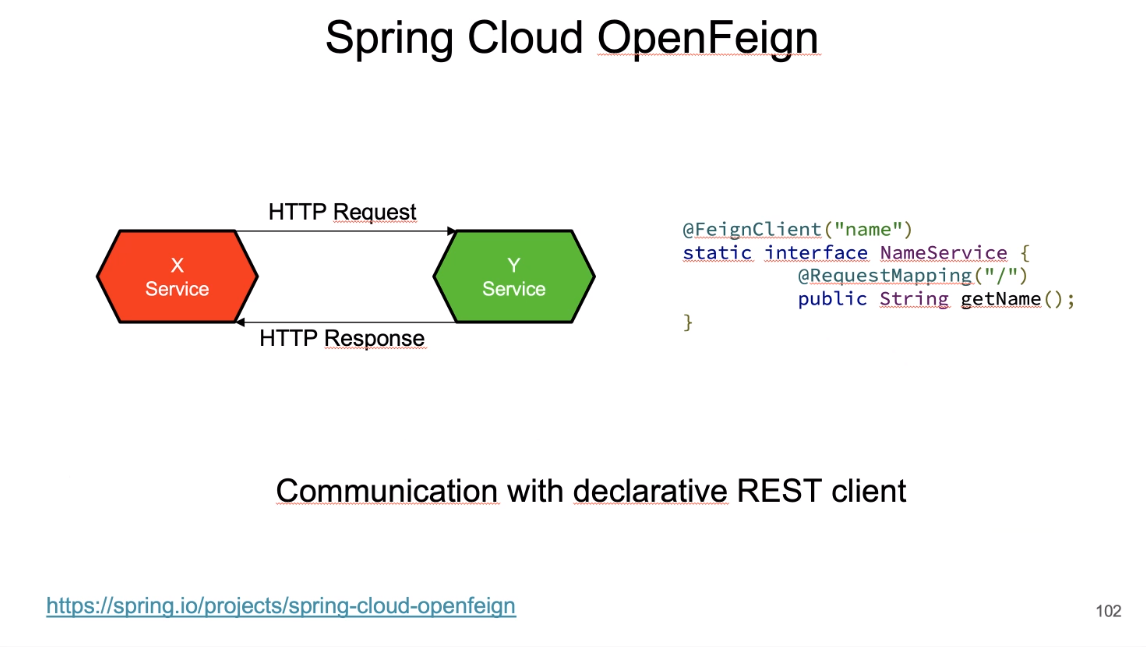 Spring Cloud OpenFeign
HTTP Request
X
Service
Y
Service
HTTP Response
@FeignClient("name")
static interface NameService {
@RequestMapping("/")
public String getName();
}
Communication with declarative REST client
https://spring.io/projects/spring-cloud-openfeign
102